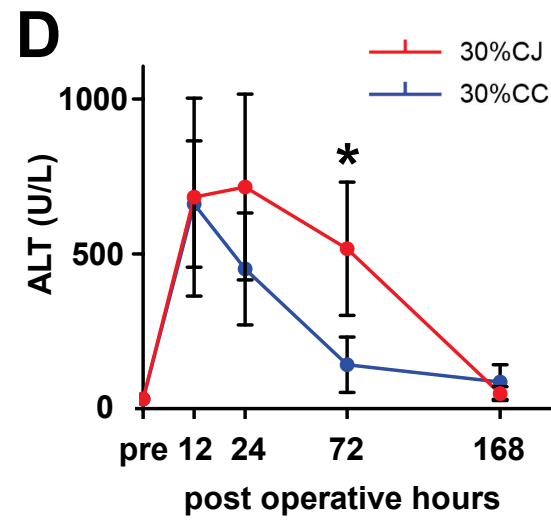 D
30%CJ
30%CC
*
ALT (U/L)
1000
500
0
pre 12 24 72 168
post operative hours